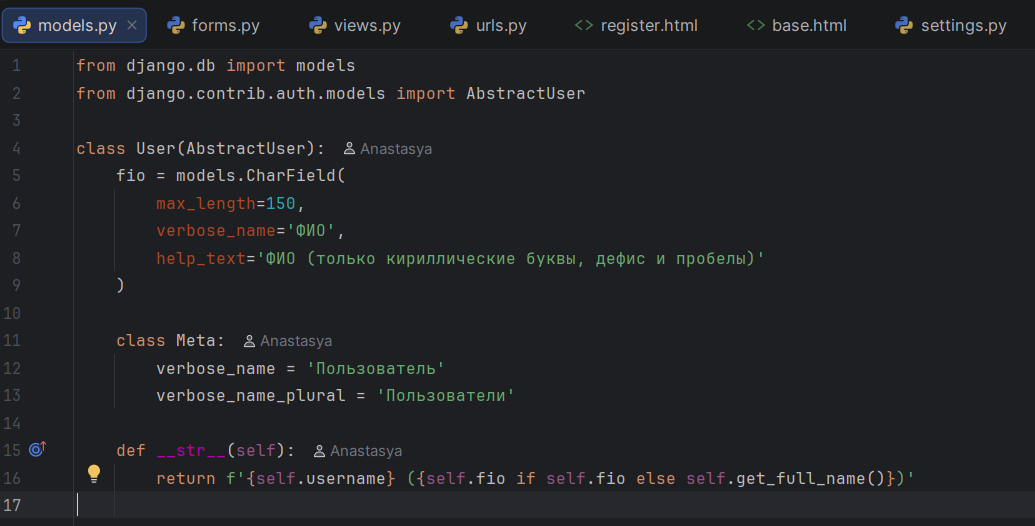 models.py × forms.py views.py urls.py <> register.html <> base.html settings.py
1 from django.db import models
2 from django.contrib.auth.models import AbstractUser
3
4 class User(AbstractUser): Anastasya
5 fio = models.CharField(
6 max_length=150,
7 verbose_name='ФИО',
8 help_text='ФИО (только кириллические буквы, дефис и пробелы)'
9 )
10
11 class Meta: Anastasya
12 verbose_name = 'Пользователь'
13 verbose_name_plural = 'Пользователи'
14
15 def __str__(self): Anastasya
16 return f'{self.username} ({self.fio if self.fio else self.get_full_name()})'
17